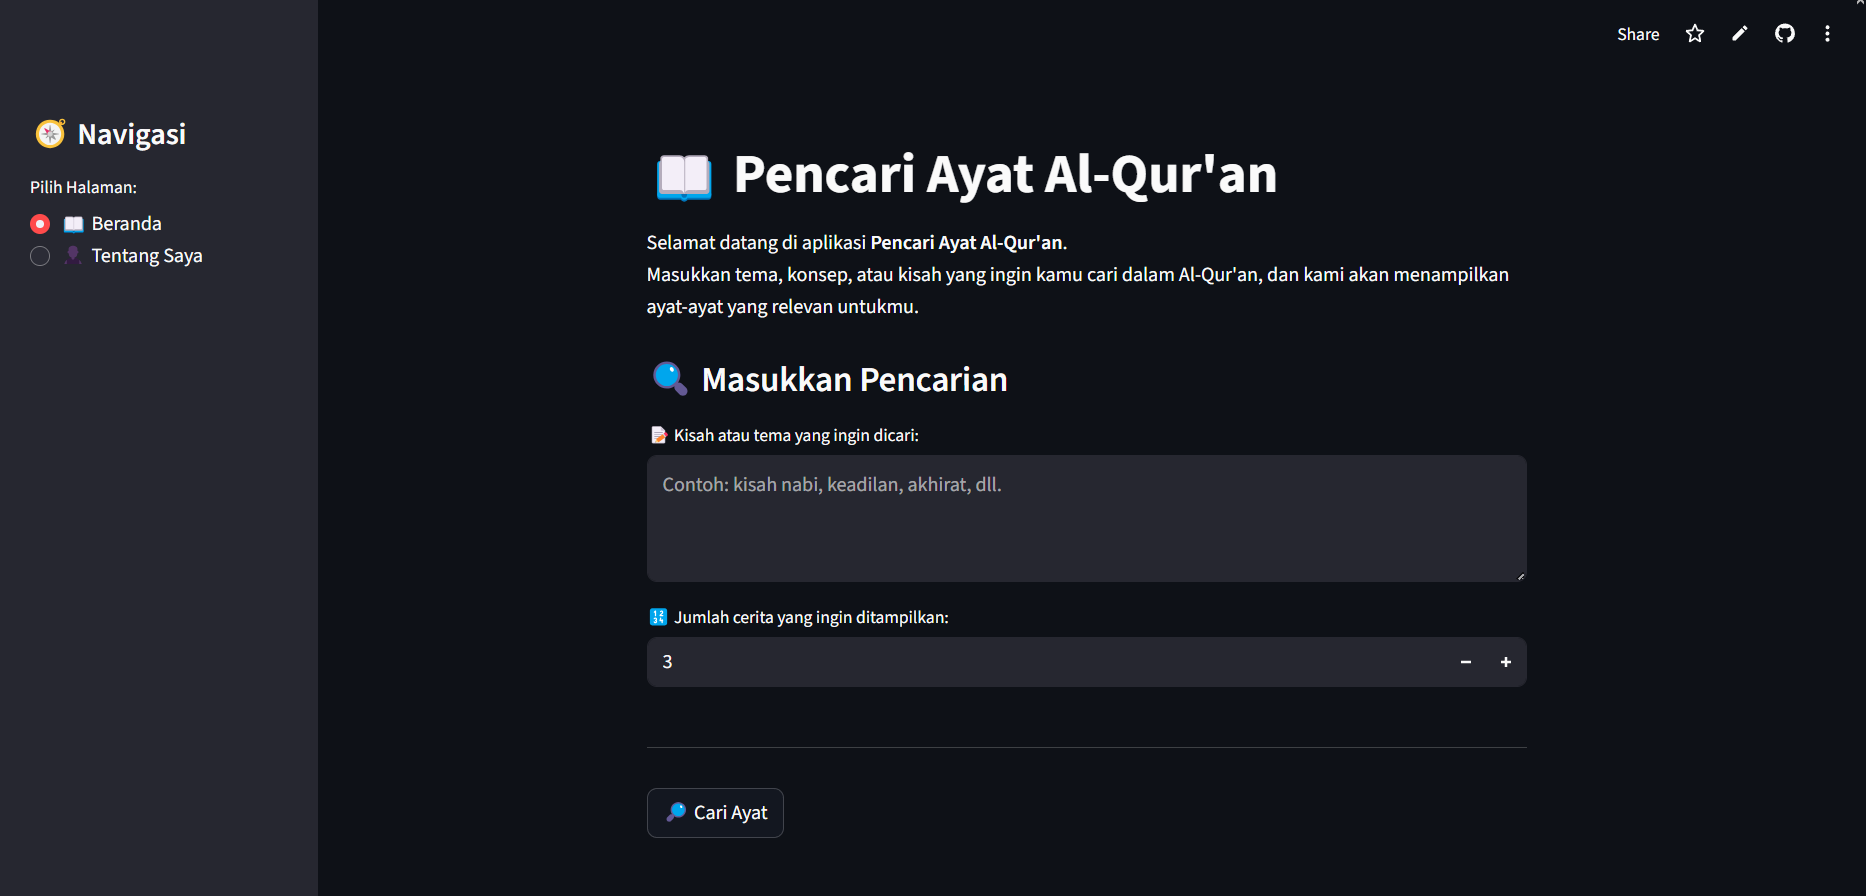 Share
🧭 Navigasi
Pilih Halaman:
📖 Beranda
👤 Tentang Saya
📖 Pencari Ayat Al-Qur'an
Selamat datang di aplikasi Pencari Ayat Al-Qur'an.
Masukkan tema, konsep, atau kisah yang ingin kamu cari dalam Al-Qur'an, dan kami akan menampilkan
ayat-ayat yang relevan untukmu.
🔍 Masukkan Pencarian
📝 Kisah atau tema yang ingin dicari:
Contoh: kisah nabi, keadilan, akhirat, dll.
🔢 Jumlah cerita yang ingin ditampilkan:
3
🔎 Cari Ayat